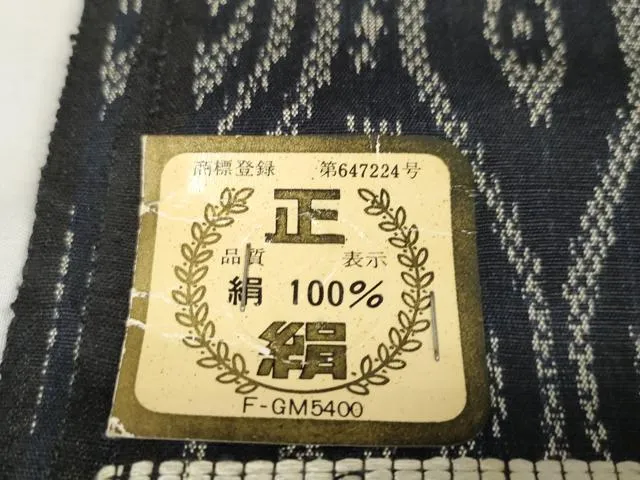 商標登録 第647224号
正
品質 表示
絹 100%
絹
F-GM5400